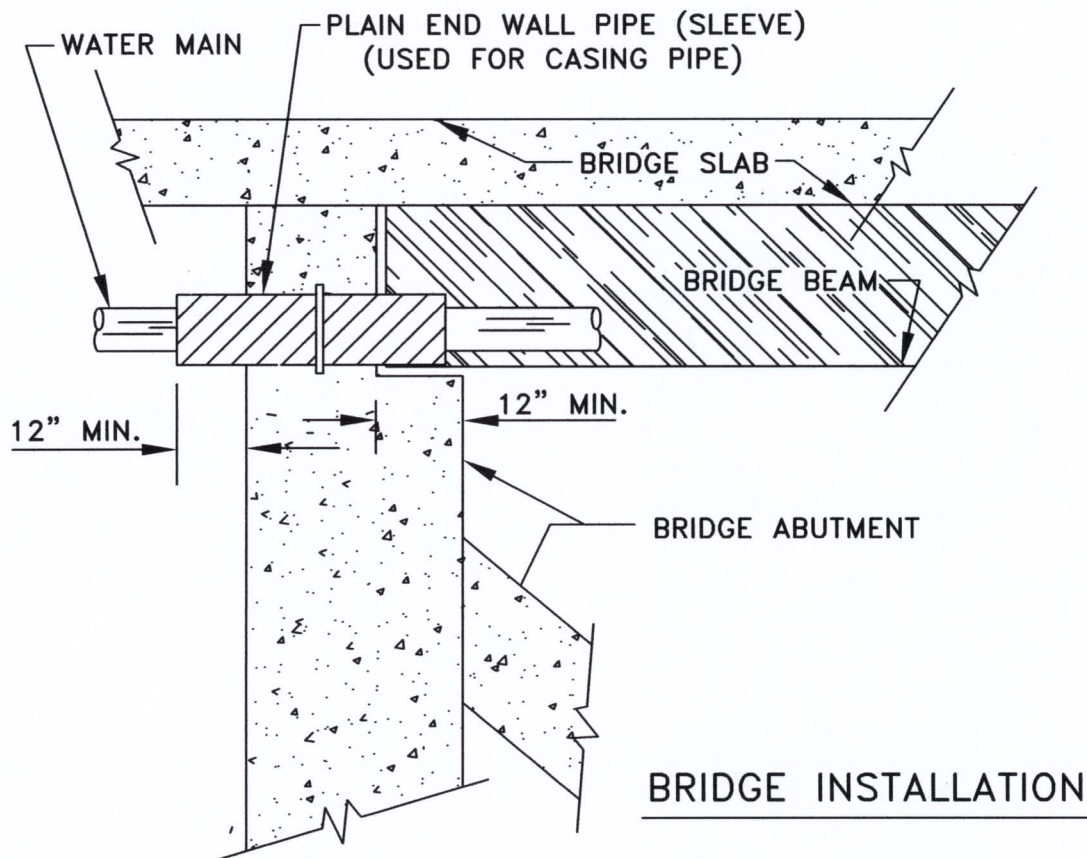 PLAIN END WALL PIPE (SLEEVE)
WATER MAIN
(USED FOR CASING PIPE)
BRIDGE SLAB
BRIDGE BEAM
12" MIN.
12" MIN.
BRIDGE ABUTMENT
BRIDGE INSTALLATION